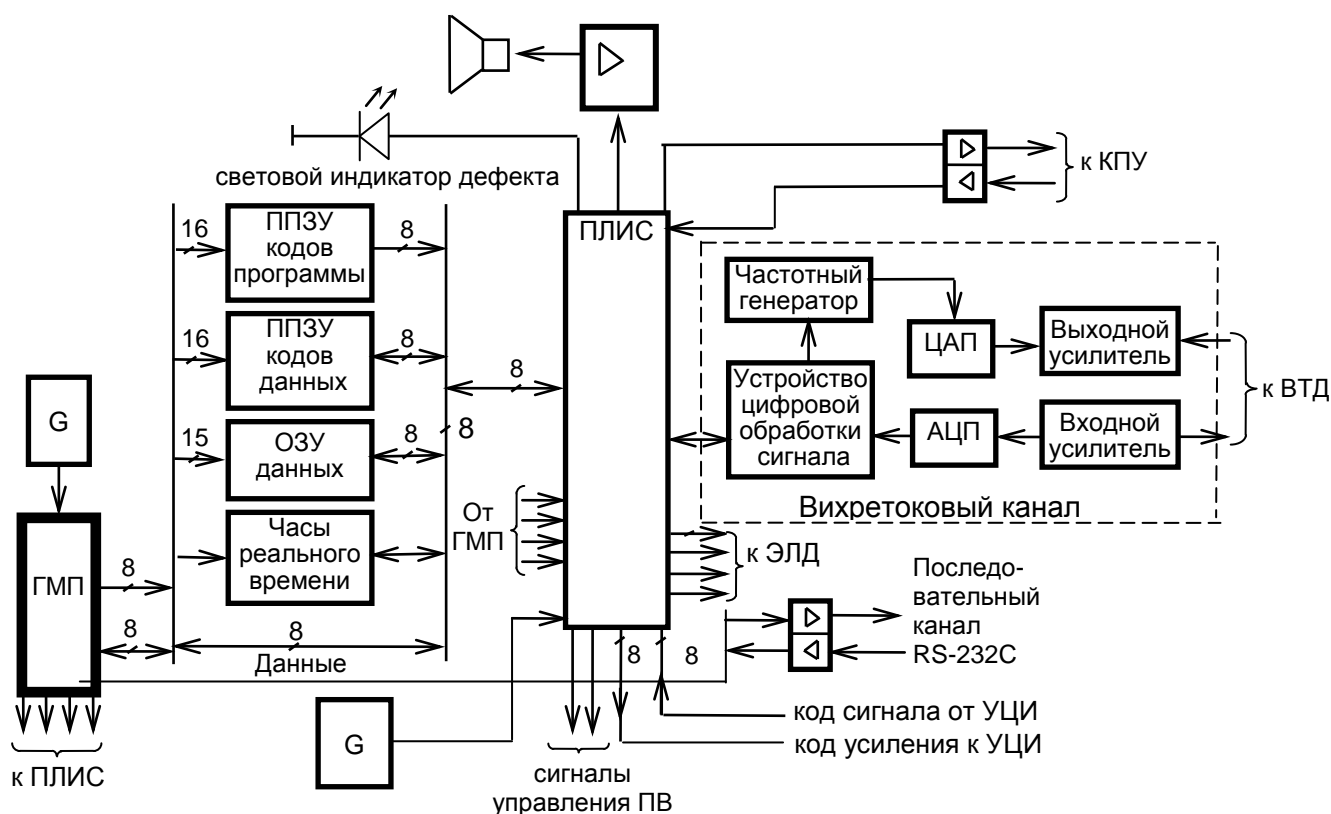 к КПУ
световой индикатор дефекта
16
ППЗУ
кодов
программы
8
16
ППЗУ
кодов
данных
8
15
ОЗУ
данных
8
8
Часы
реального
времени
G
ГМП
8
8
8
Данные
к ПЛИС
8
ПЛИС
От
ГМП
G
Частотный
генератор
ЦАП
Выходной
усилитель
Устройство
цифровой
обработки
сигнала
АЦП
Входной
усилитель
к ВТД
Вихретоковый канал
к ЭЛД
Последо-
вательный
канал
RS-232C
8
8
код сигнала от УЦИ
код усиления к УЦИ
сигналы
управления ПВ